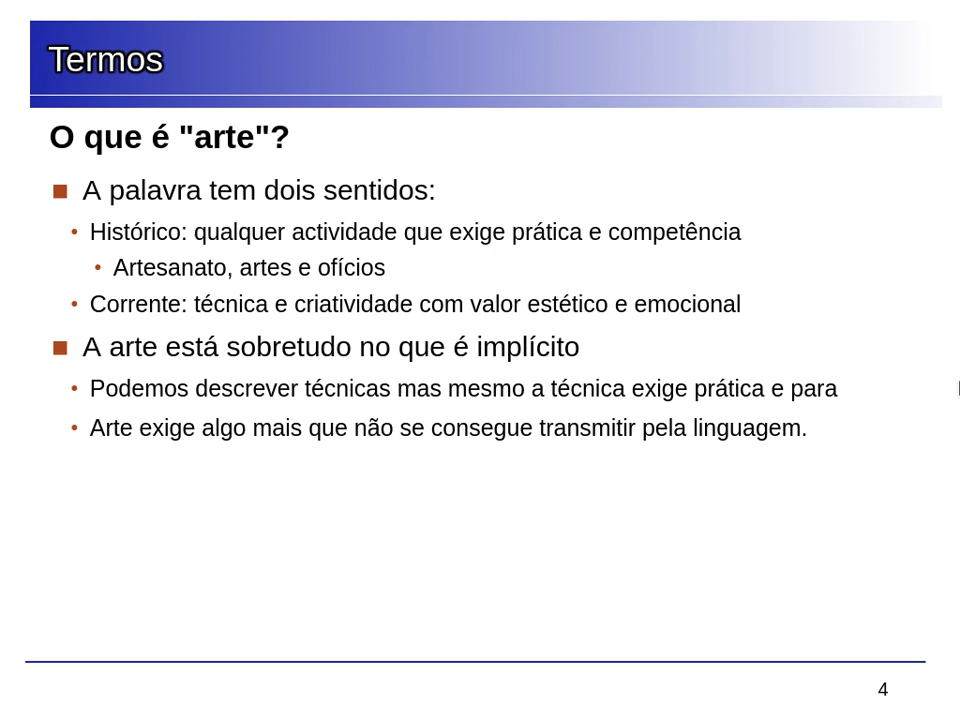 Termos
O que é "arte"?
A palavra tem dois sentidos:
Histórico: qualquer actividade que exige prática e competência
Artesanato, artes e ofícios
Corrente: técnica e criatividade com valor estético e emocional
A arte está sobretudo no que é implícito
Podemos descrever técnicas mas mesmo a técnica exige prática e para
Arte exige algo mais que não se consegue transmitir pela linguagem.
4